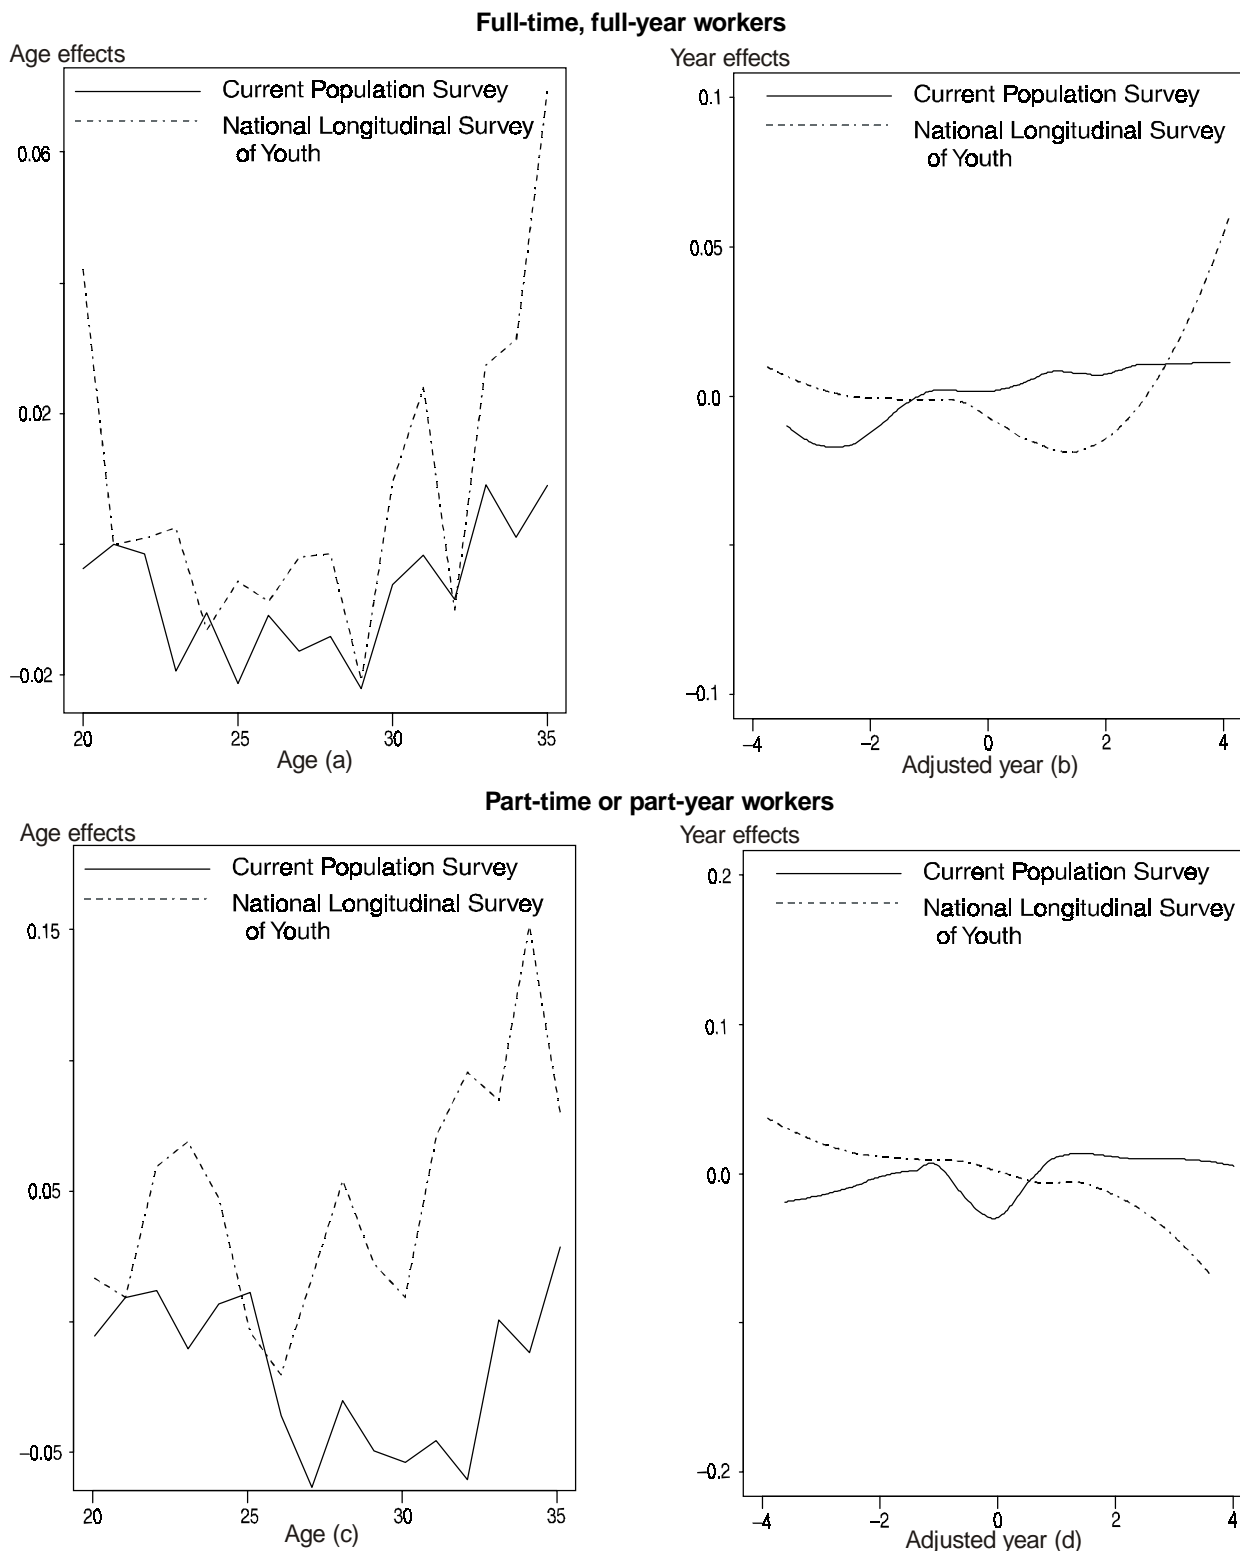 Full-time, full-year workers
Age effects
Current Population Survey
National Longitudinal Survey
of Youth
0.06
0.02
−0.02
20 25 30 35
Age (a)
Year effects
Current Population Survey
National Longitudinal Survey
of Youth
0.1
0.05
0.0
−0.1
−4 −2 0 2 4
Adjusted year (b)
Part-time or part-year workers
Age effects
Current Population Survey
National Longitudinal Survey
of Youth
0.15
0.05
−0.05
20 25 30 35
Age (c)
Year effects
Current Population Survey
National Longitudinal Survey
of Youth
0.2
0.1
0.0
−0.2
−4 −2 0 2 4
Adjusted year (d)